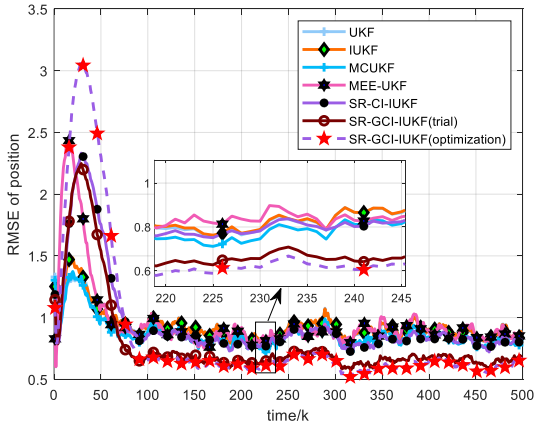 3.5
3
2.5
2
1.5
1
0.5
RMSE of position
UKF
IUKF
MCUKF
MEE-UKF
SR-CI-IUKF
SR-GCI-IUKF(trial)
SR-GCI-IUKF(optimization)
1
0.8
0.6
220 225 230 235 240 245
0 50 100 150 200 250 300 350 400 450 500
time/k